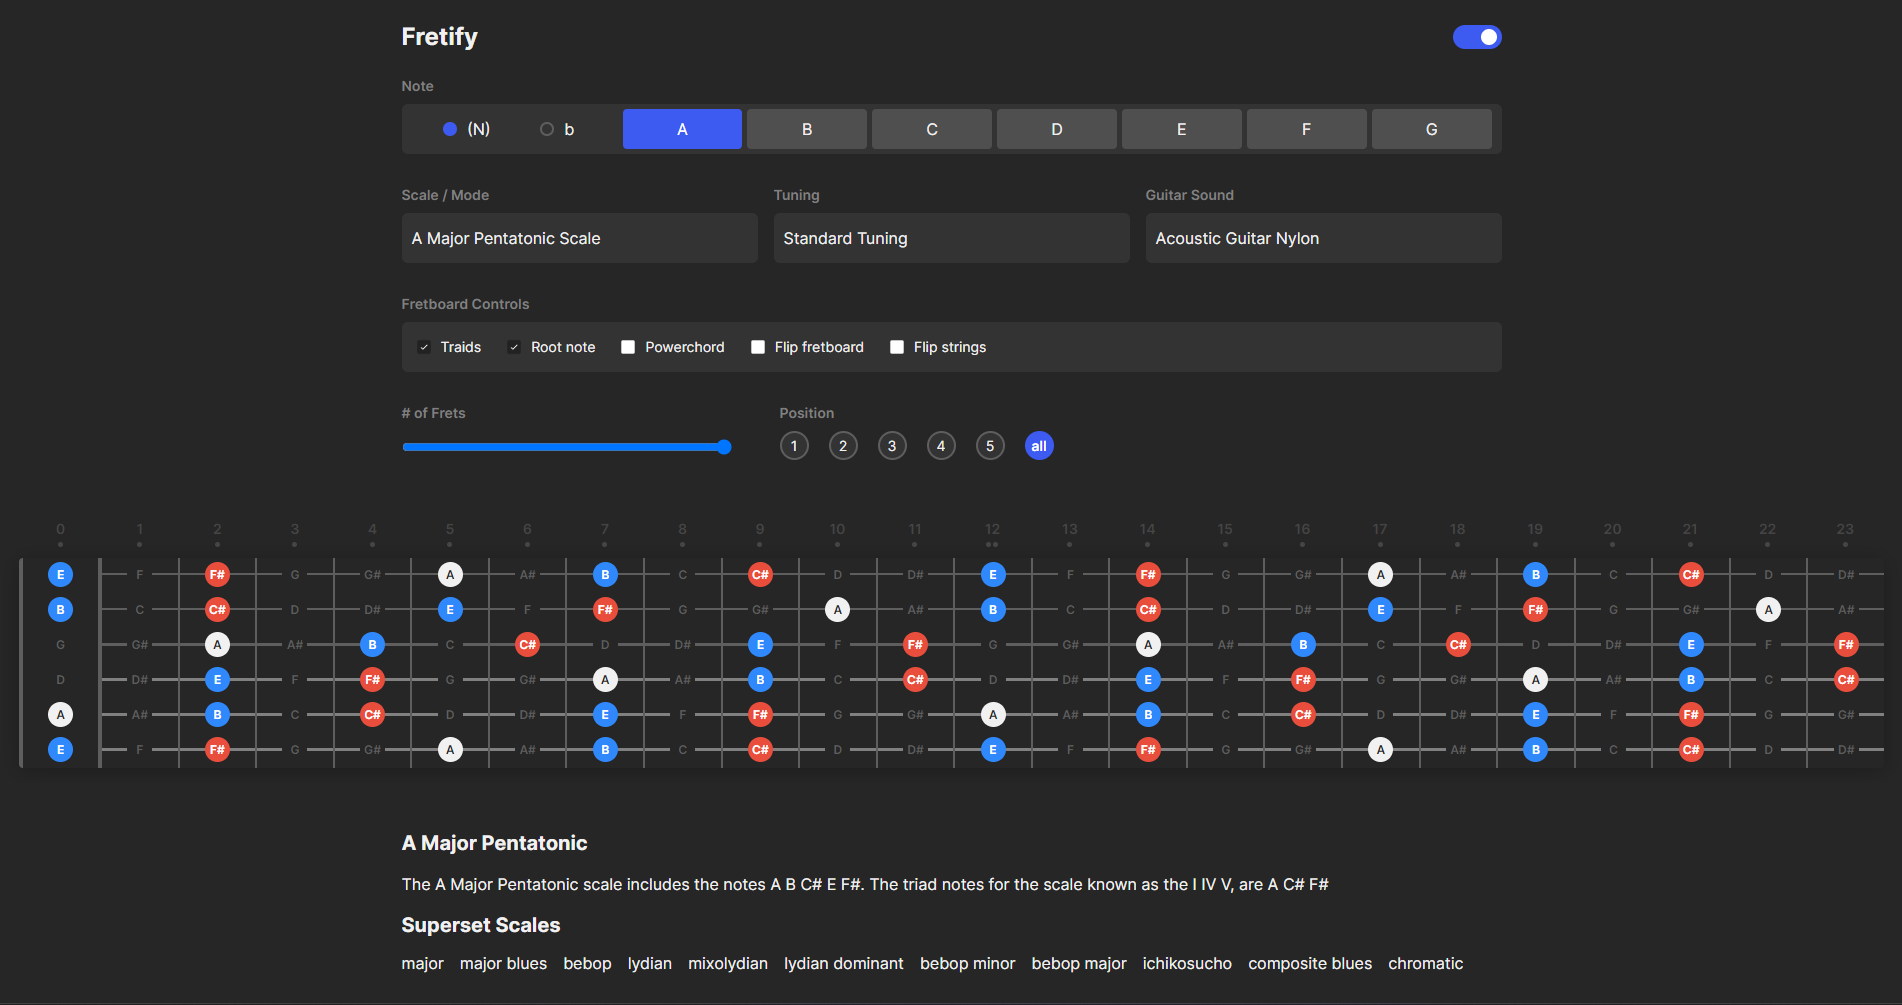 Fretify
Note
(N) b A B C D E F G
Scale / Mode Tuning Guitar Sound
A Major Pentatonic Scale Standard Tuning Acoustic Guitar Nylon
Fretboard Controls
Traids Root note Powerchord Flip fretboard Flip strings
# of Frets Position
1 2 3 4 5 all
0 1 2 3 4 5 6 7 8 9 10 11 12 13 14 15 16 17 18 19 20 21 22 23
E F F# G G# A A# B C C# D D# E F F# G G# A A# B C C# D D#
B C C# D D# E F F# G G# A A# B C C# D D# E F F# G G# A A#
G G# A A# B C C# D D# E F F# G G# A A# B C C# D D# E F F#
D D# E F F# G G# A A# B C C# D D# E F F# G G# A A# B C C#
A A# B C C# D D# E F F# G G# A A# B C C# D D# E F F# G G#
E F F# G G# A A# B C C# D D# E F F# G G# A A# B C C# D D#
A Major Pentatonic
The A Major Pentatonic scale includes the notes A B C# E F#. The triad notes for the scale known as the I IV V, are A C# F#
Superset Scales
major major blues bebop lydian mixolydian lydian dominant bebop minor bebop major ichikosucho composite blues chromatic